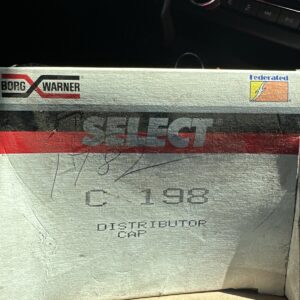 BORG WARNER
Federated
SELECT
C 198
DISTRIBUTOR
CAP